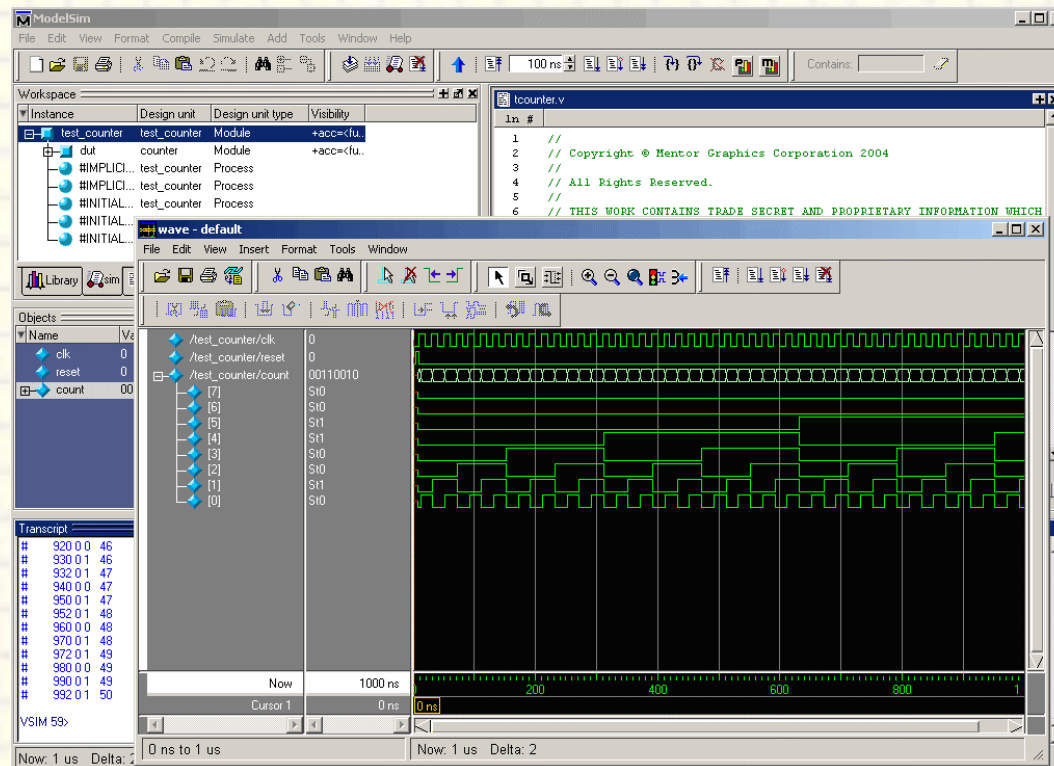 ModelSim
File Edit View Format Compile Simulate Add Tools Window Help
100 ns
Contains:
Workspace
Instance Design unit Design unit type Visibility
test_counter test_counter Module +acc=<fu..
dut counter Module +acc=<fu..
#IMPLICI... test_counter Process
#IMPLICI... test_counter Process
#INITIAL... test_counter Process
#INITIAL...
#INITIAL...
Library sim
tcounter.v
ln #
1 //
2 // Copyright © Mentor Graphics Corporation 2004
3 //
4 // All Rights Reserved.
5 //
6 // THIS WORK CONTAINS TRADE SECRET AND PROPRIETARY INFORMATION WHICH
Objects
Name Va
clk 0
reset 0
count 00
wave - default
File Edit View Insert Format Tools Window
/test_counter/clk 0
/test_counter/reset 0
/test_counter/count 00110010
[7] St0
[6] St0
[5] St1
[4] St1
[3] St0
[2] St0
[1] St1
[0] St0
Now 1000 ns
200 400 600 800 1
Cursor 1 0 ns
0 ns
0 ns to 1 us
Now: 1 us Delta: 2
Transcript
# 920 0 0 46
# 930 0 1 46
# 932 0 1 47
# 940 0 0 47
# 950 0 1 47
# 952 0 1 48
# 960 0 0 48
# 970 0 1 48
# 972 0 1 49
# 980 0 0 49
# 990 0 1 49
# 992 0 1 50
VSIM 59>
Now: 1 us Delta: 2